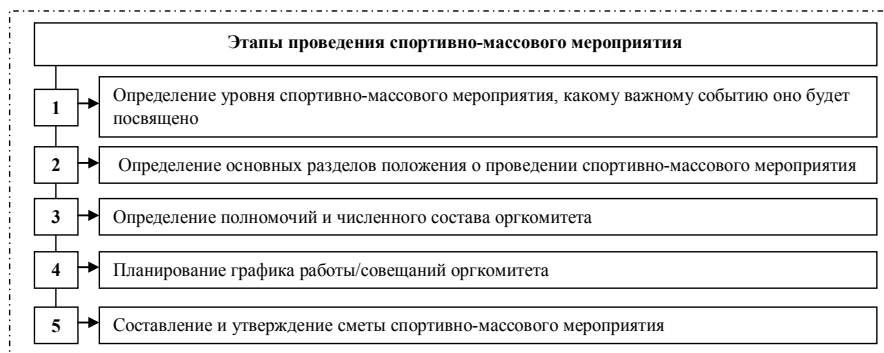 Этапы проведения спортивно-массового мероприятия
1
Определение уровня спортивно-массового мероприятия, какому важному событию оно будет
посвящено
2
Определение основных разделов положения о проведении спортивно-массового мероприятия
3
Определение полномочий и численного состава оргкомитета
4
Планирование графика работы/совещаний оргкомитета
5
Составление и утверждение сметы спортивно-массового мероприятия